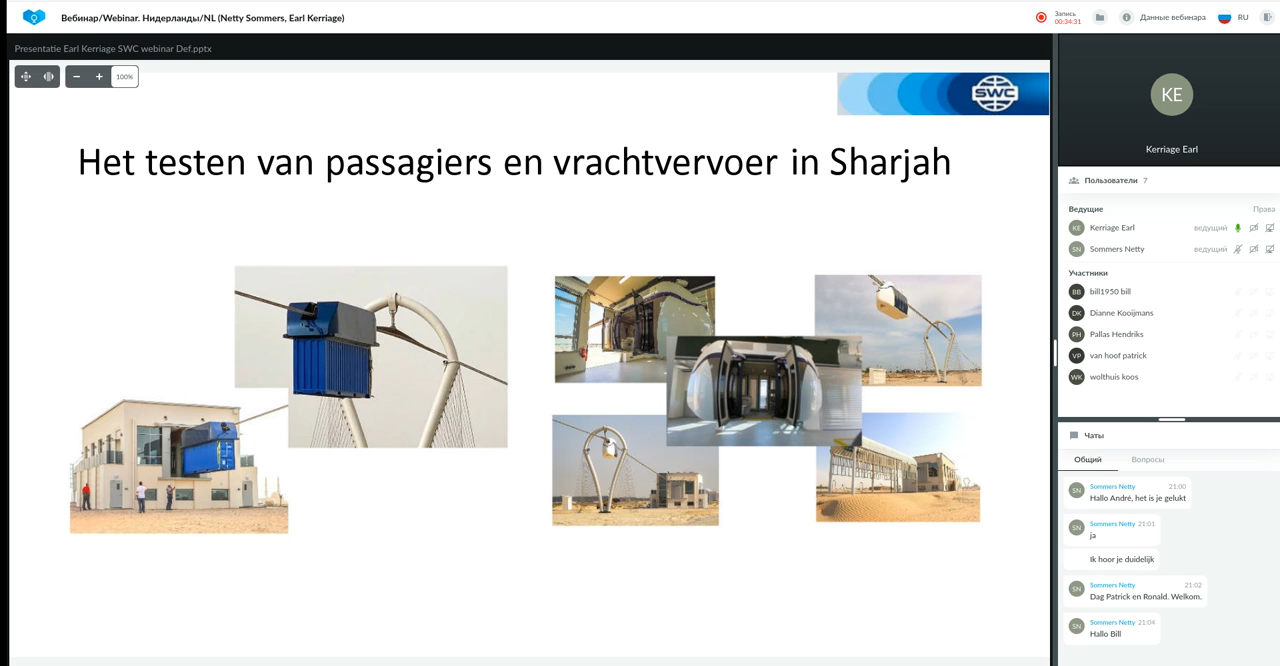 Вебинар/Webinar. Нидерланды/NL (Netty Sommers, Earl Kerriage)
Запись
00:34:31
Данные вебинара
RU
Presentatie Earl Kerriage SWC webinar Def.pptx
100%
SWC
Het testen van passagiers en vrachtvervoer in Sharjah
KE
Kerriage Earl
Пользователи 7
Ведущие Права
KE Kerriage Earl ведущий
SN Sommers Netty ведущий
Участники
BB bill1950 bill
DK Dianne Kooijmans
PH Pallas Hendriks
VP van hoof patrick
WK wolthuis koos
Чаты
Общий Вопросы
SN Sommers Netty 21:00
Hallo André, het is je gelukt
SN Sommers Netty 21:01
ja
Ik hoor je duidelijk
SN Sommers Netty 21:02
Dag Patrick en Ronald. Welkom.
SN Sommers Netty 21:04
Hallo Bill